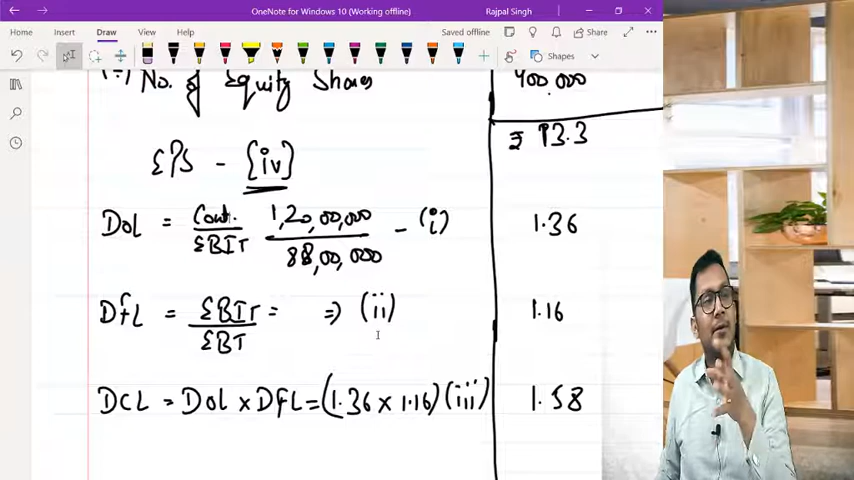 OneNote for Windows 10 (Working offline)
Rajpal Singh
Home Insert Draw View Help
Saved offline Share
Shapes
(÷) No. of Equity Shares 400,000
₹ 93.3
EPS - [iv]
DOL = Cont. / EBIT 1,20,00,000 / 88,00,000 - (i) 1.36
DFL = EBIT / EBT = ⇒ (ii) 1.16
DCL = DOL × DFL = (1.36 × 1.16) (iii) 1.58